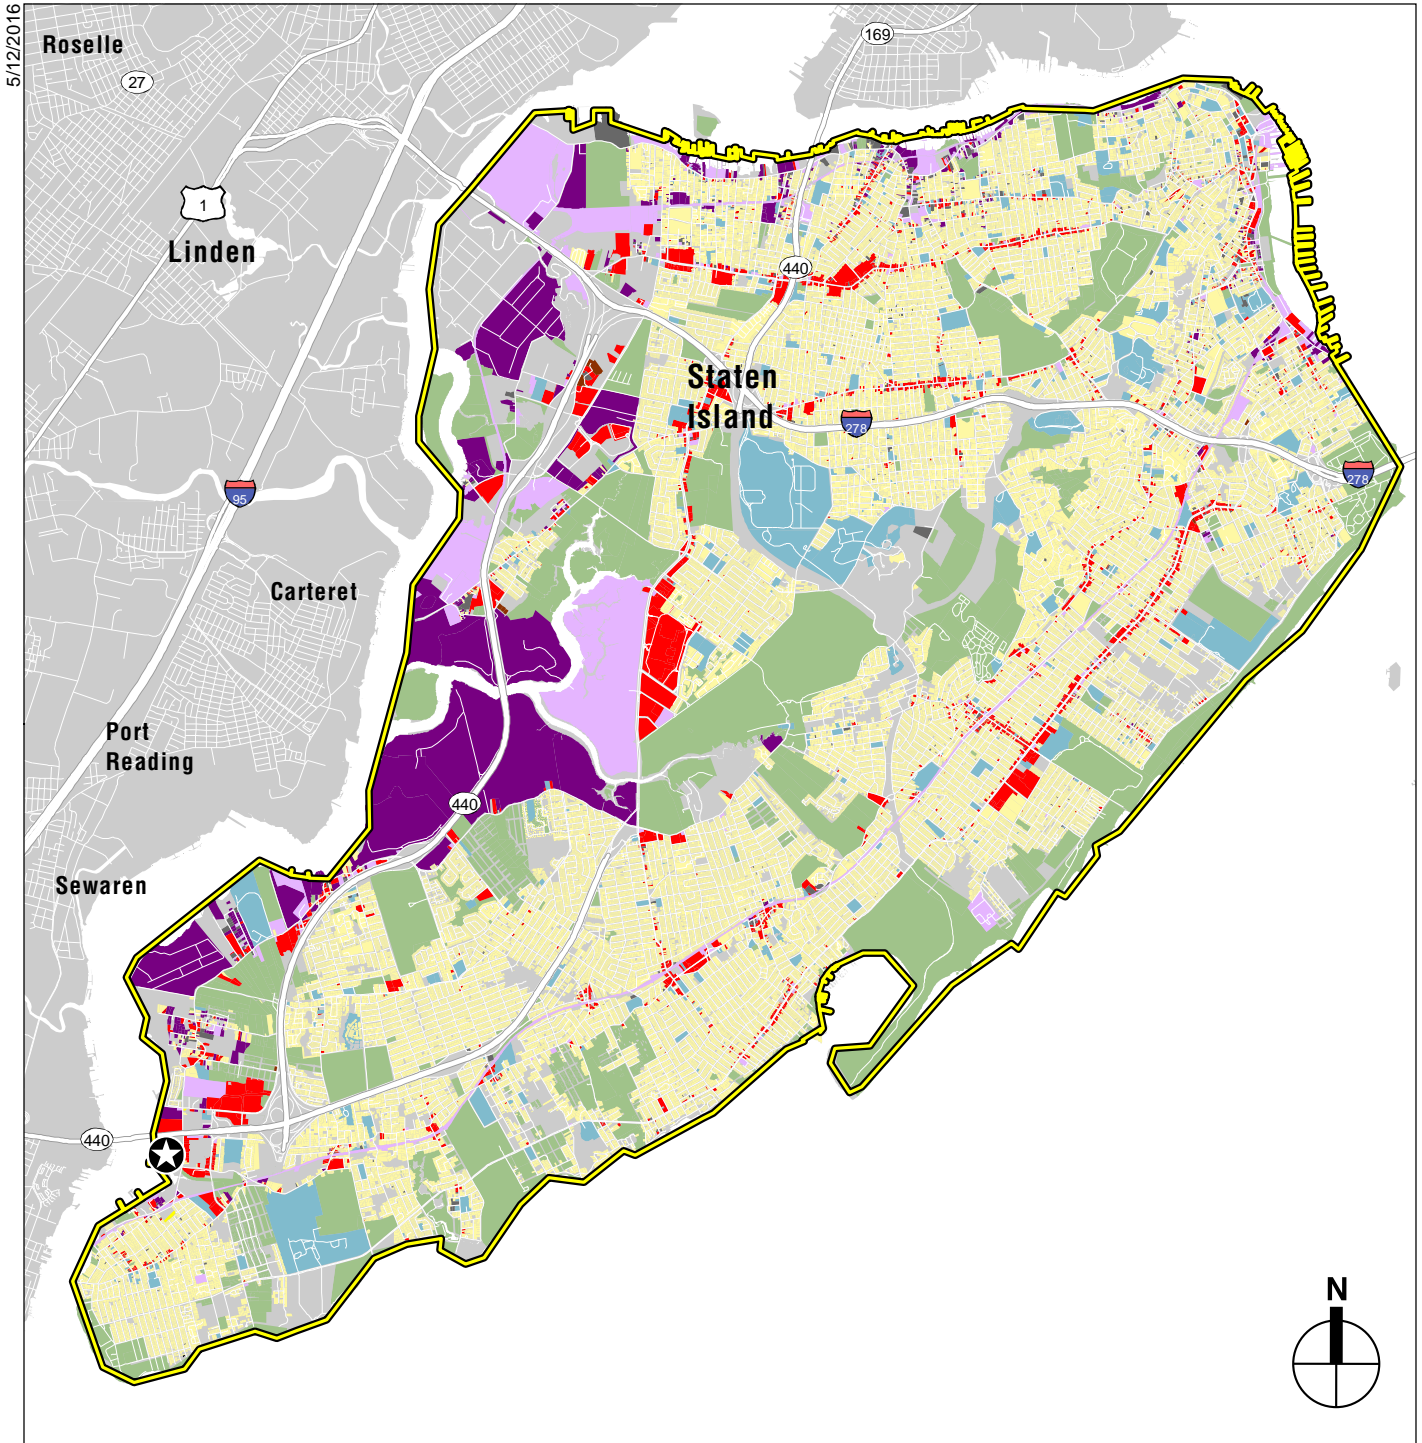 5/12/2016
Roselle
27
169
1
Linden
440
Staten
Island
278
278
95
Carteret
Port
Reading
440
Sewaren
440
N